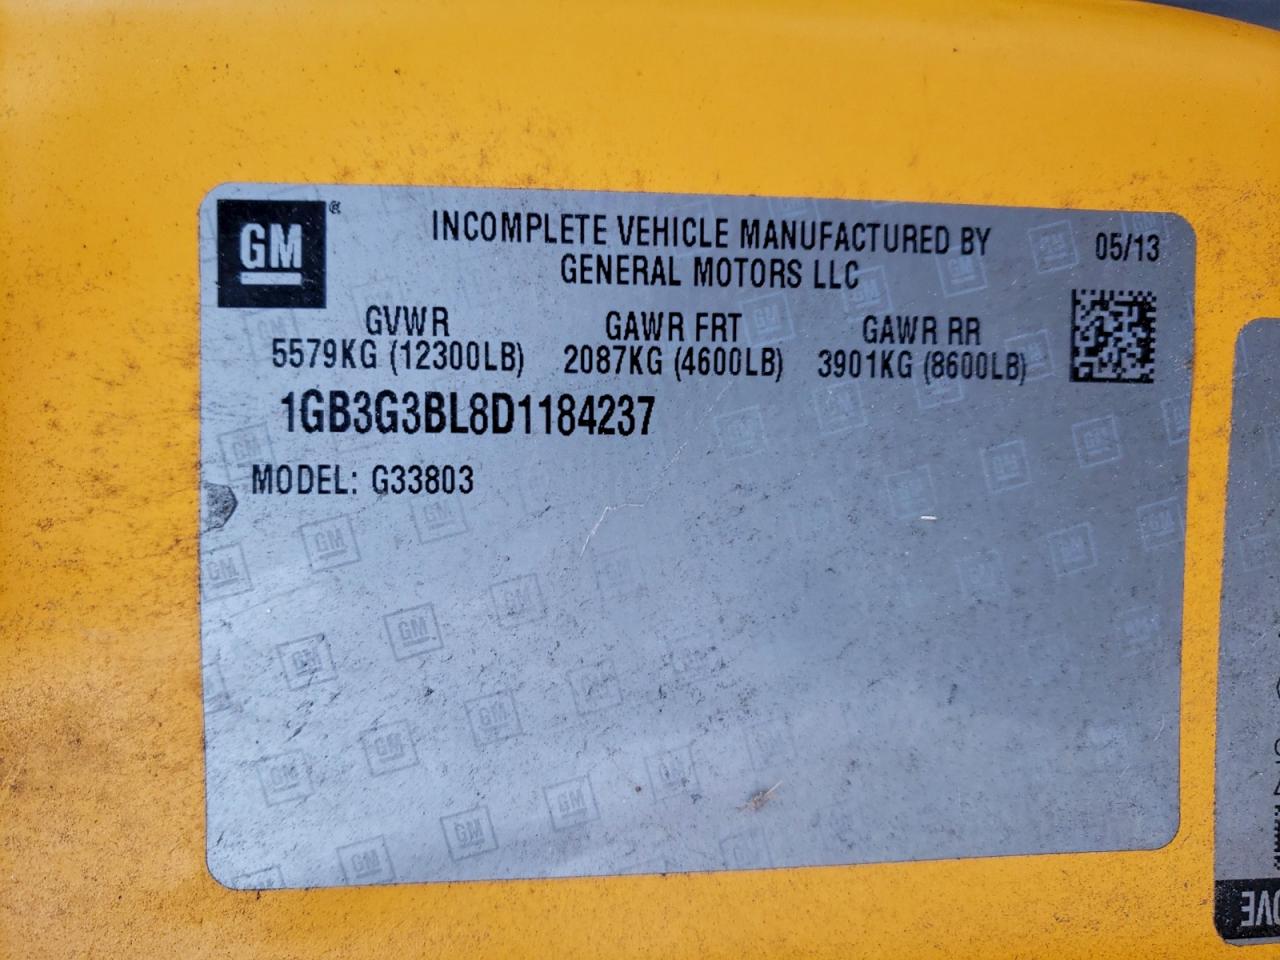 GM®
INCOMPLETE VEHICLE MANUFACTURED BY
GENERAL MOTORS LLC
05/13
GVWR GAWR FRT GAWR RR
5579KG (12300LB) 2087KG (4600LB) 3901KG (8600LB)
1GB3G3BL8D1184237
MODEL: G33803